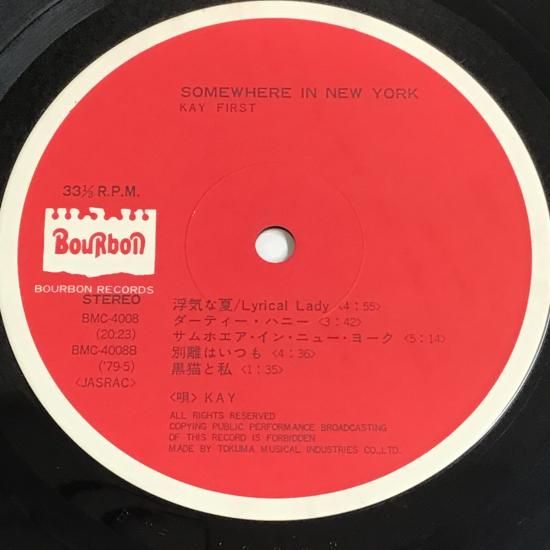 SOMEWHERE IN NEW YORK
KAY FIRST
33⅓ R.P.M.
BouRbon
BOURBON RECORDS
STEREO
BMC-4008
(20:23)
BMC-4008B
('79·5)
<JASRAC>
浮気な夏/Lyrical Lady <4:55>
ダーティー・ハニー <3:42>
サムホエア・イン・ニュー・ヨーク <5:14>
別離はいつも <4:36>
黒猫と私 <1:35>
<唄> KAY
ALL RIGHTS RESERVED
COPYING PUBLIC PERFORMANCE BROADCASTING
OF THIS RECORD IS FORBIDDEN
MADE BY TOKUMA MUSICAL INDUSTRIES CO.,LTD.